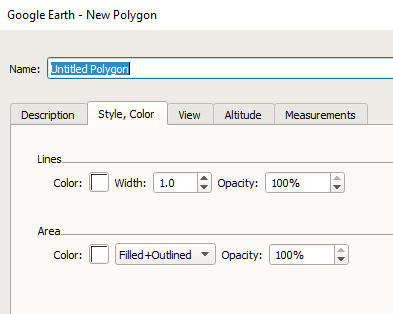 Google Earth - New Polygon
Name: Untitled Polygon
Description Style, Color View Altitude Measurements
Lines
Color: Width: 1.0 Opacity: 100%
Area
Color: Filled+Outlined Opacity: 100%